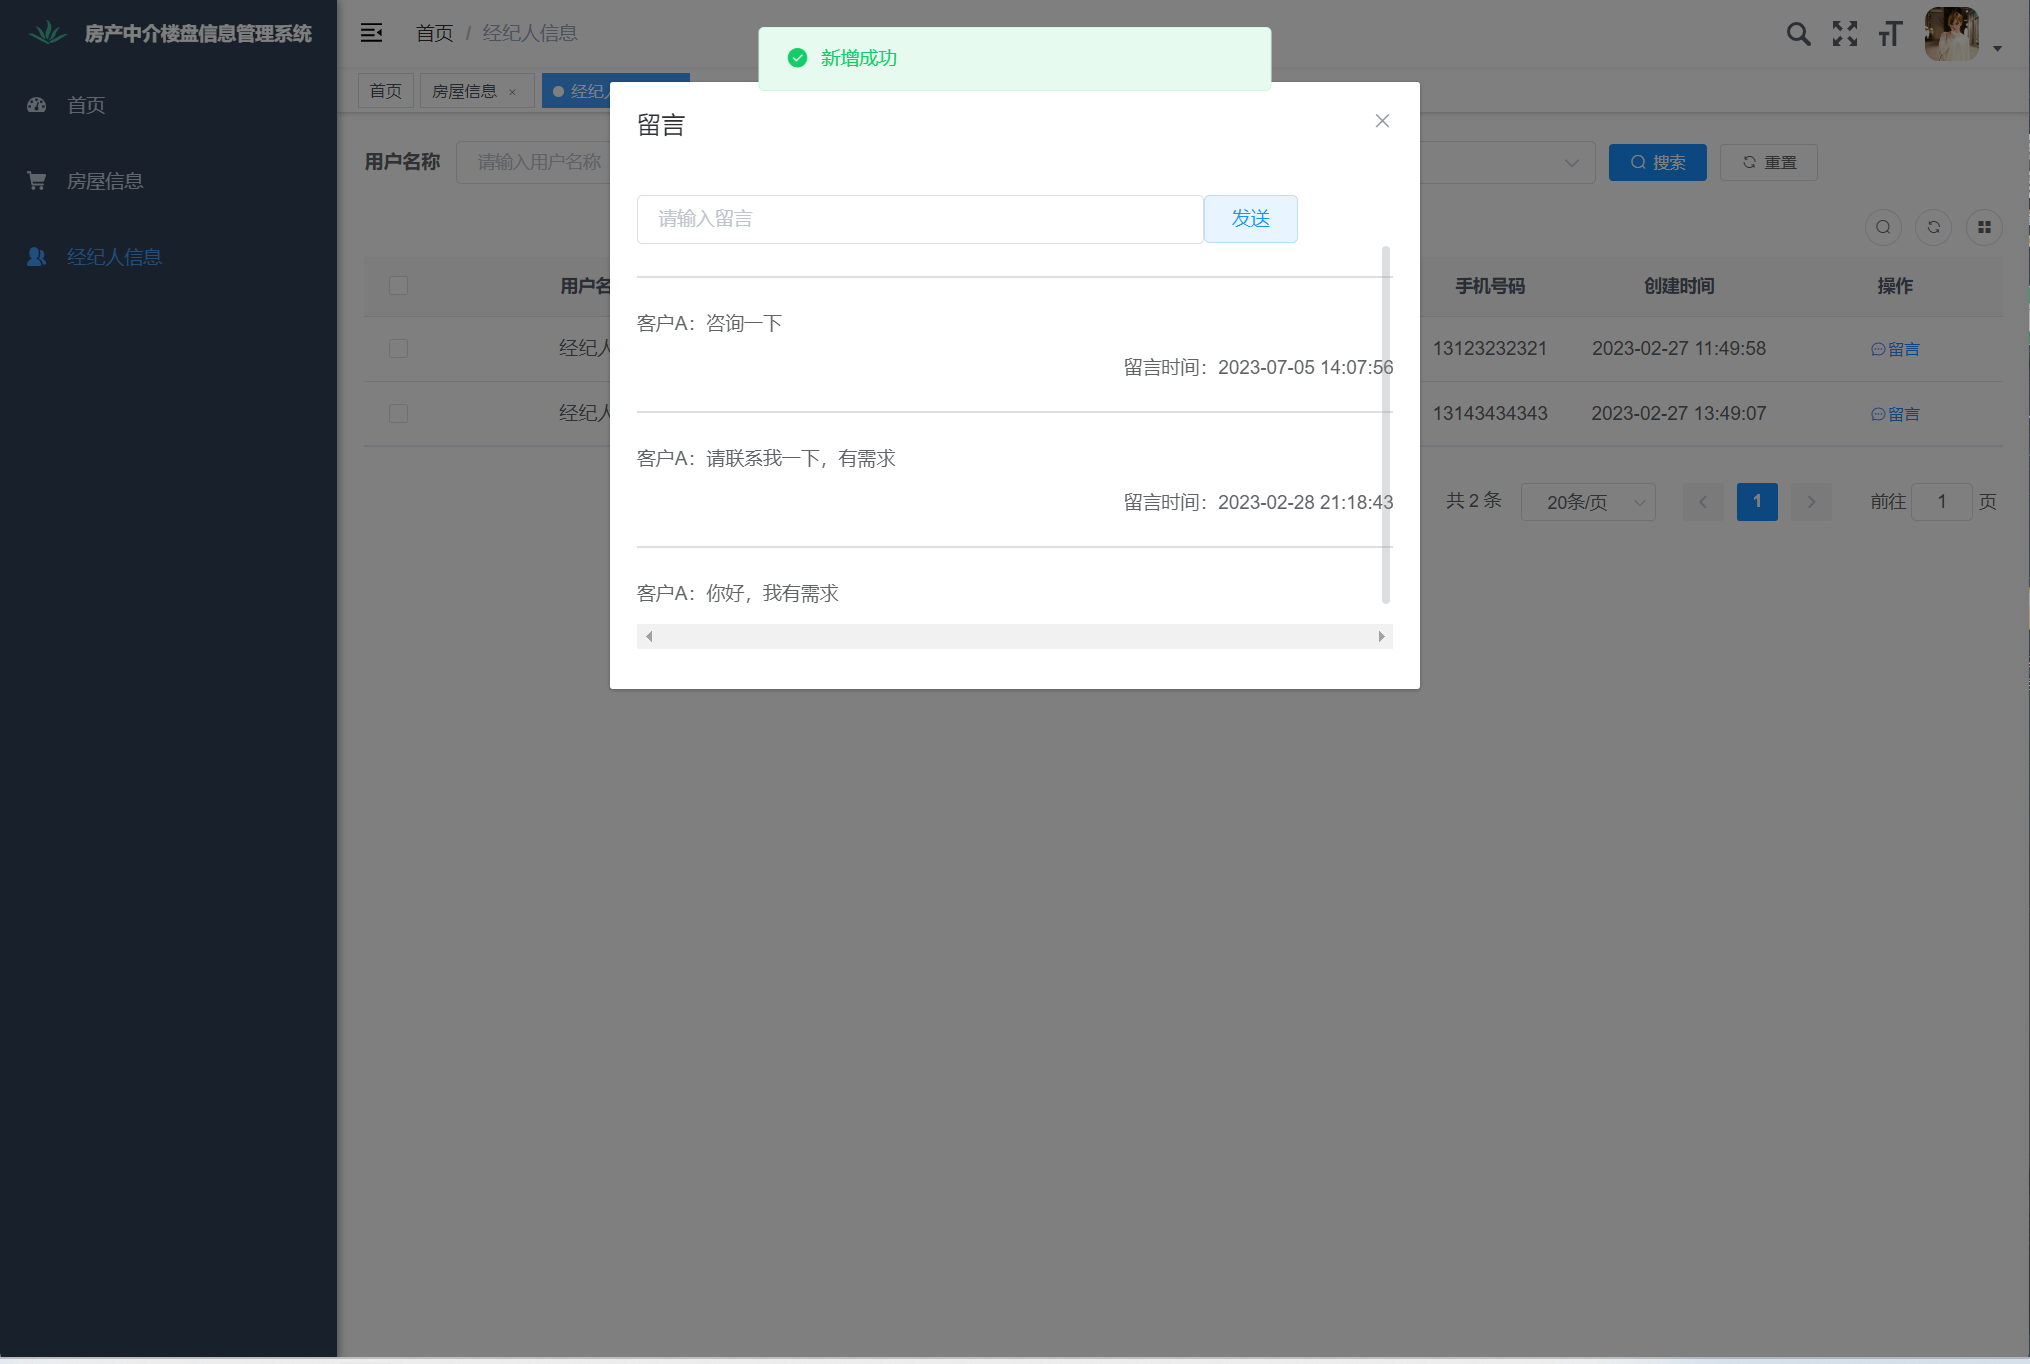 房产中介楼盘信息管理系统
首页
房屋信息
经纪人信息
首页 / 经纪人信息
新增成功
首页
房屋信息 ×
经纪人
用户名称
请输入用户名称
搜索
重置
留言
请输入留言
发送
客户A：咨询一下
留言时间：2023-07-05 14:07:56
客户A：请联系我一下，有需求
留言时间：2023-02-28 21:18:43
客户A：你好，我有需求
用户名
手机号码
创建时间
操作
经纪人
13123232321
2023-02-27 11:49:58
留言
经纪人
13143434343
2023-02-27 13:49:07
留言
共 2 条
20条/页
1
前往 1 页